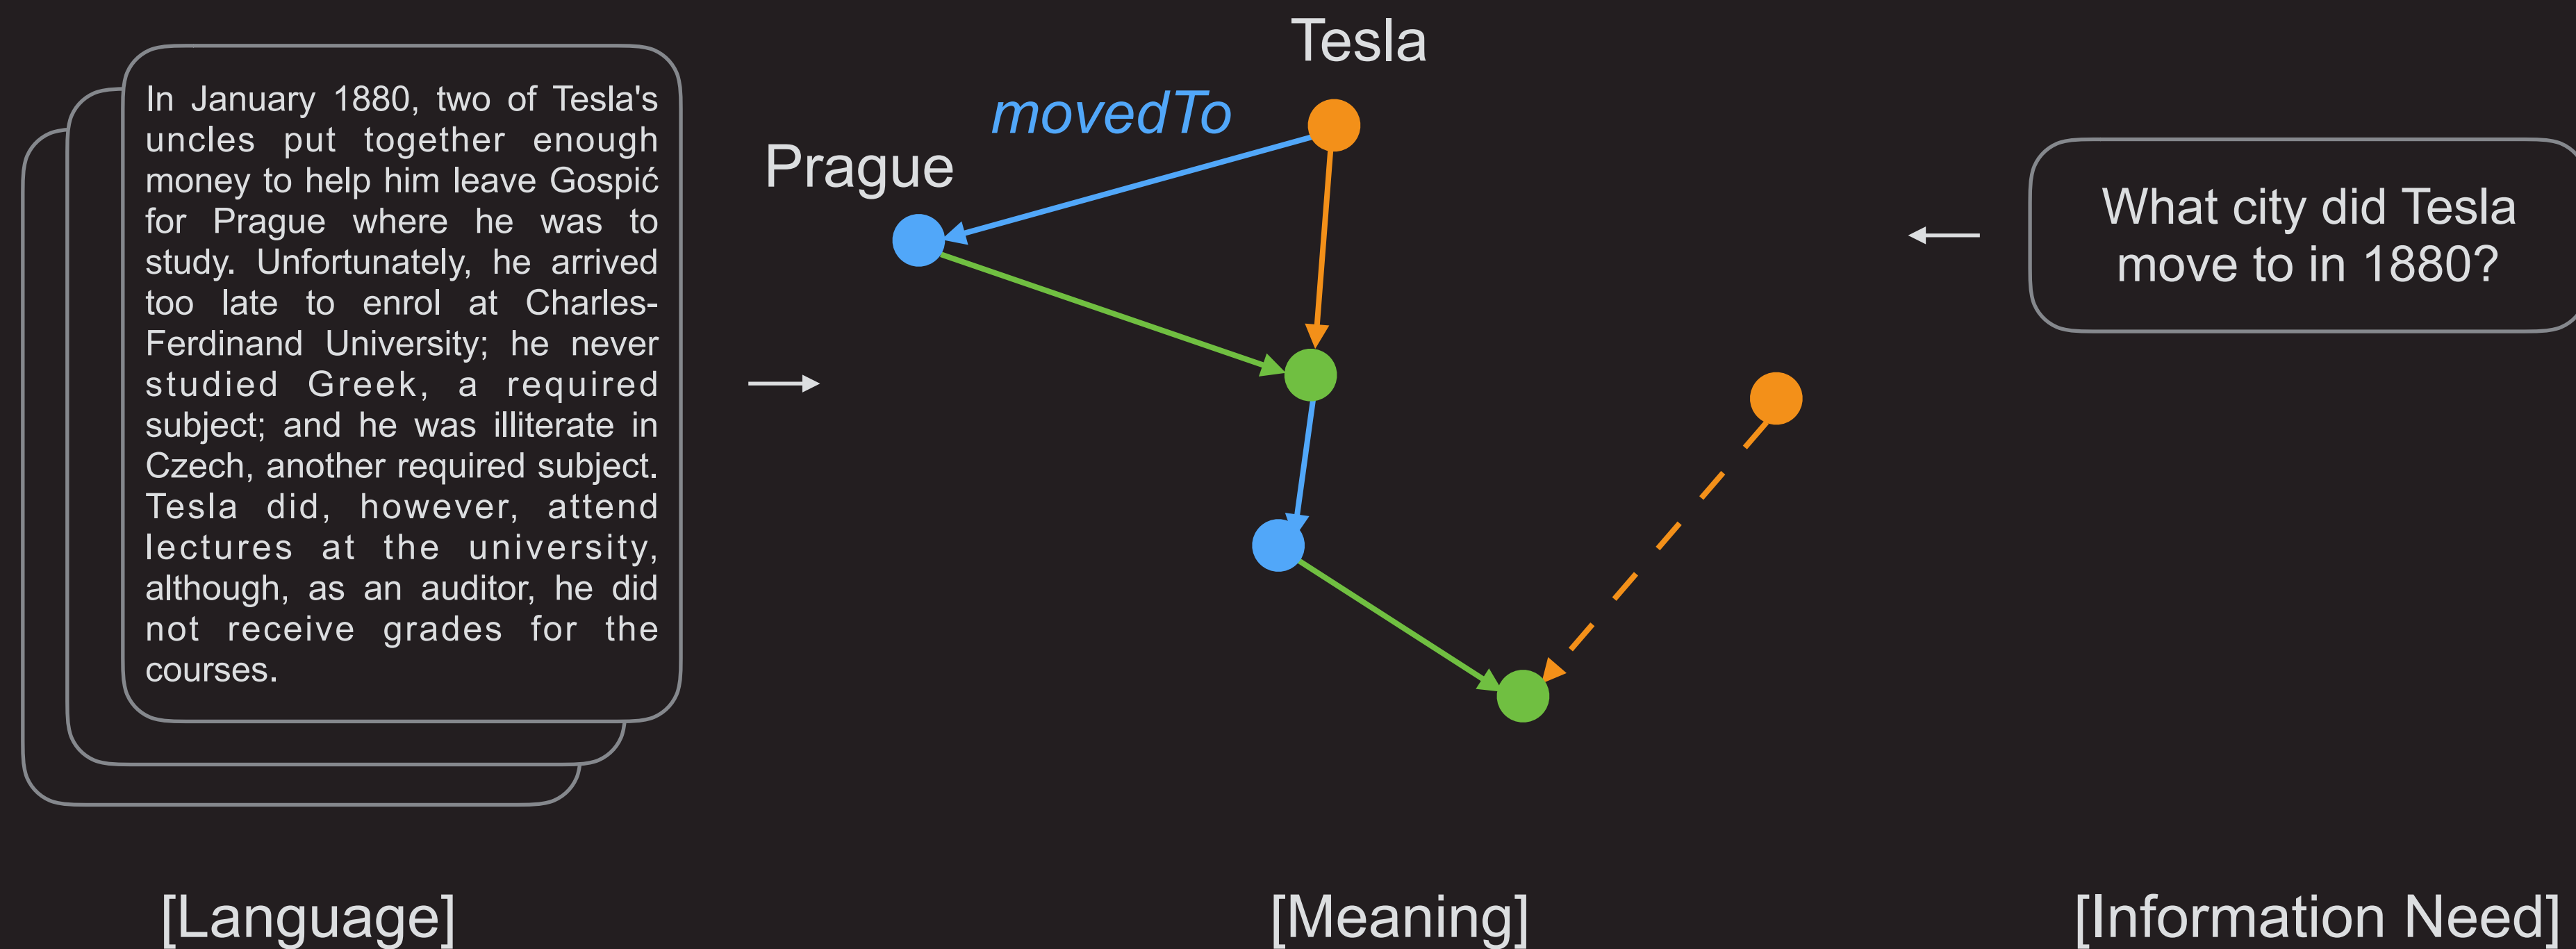 In January 1880, two of Tesla's
uncles put together enough
money to help him leave Gospić
for Prague where he was to
study. Unfortunately, he arrived
too late to enrol at Charles-
Ferdinand University; he never
studied Greek, a required
subject; and he was illiterate in
Czech, another required subject.
Tesla did, however, attend
lectures at the university,
although, as an auditor, he did
not receive grades for the
courses.
Tesla
movedTo
Prague
What city did Tesla
move to in 1880?
[Language]
[Meaning]
[Information Need]